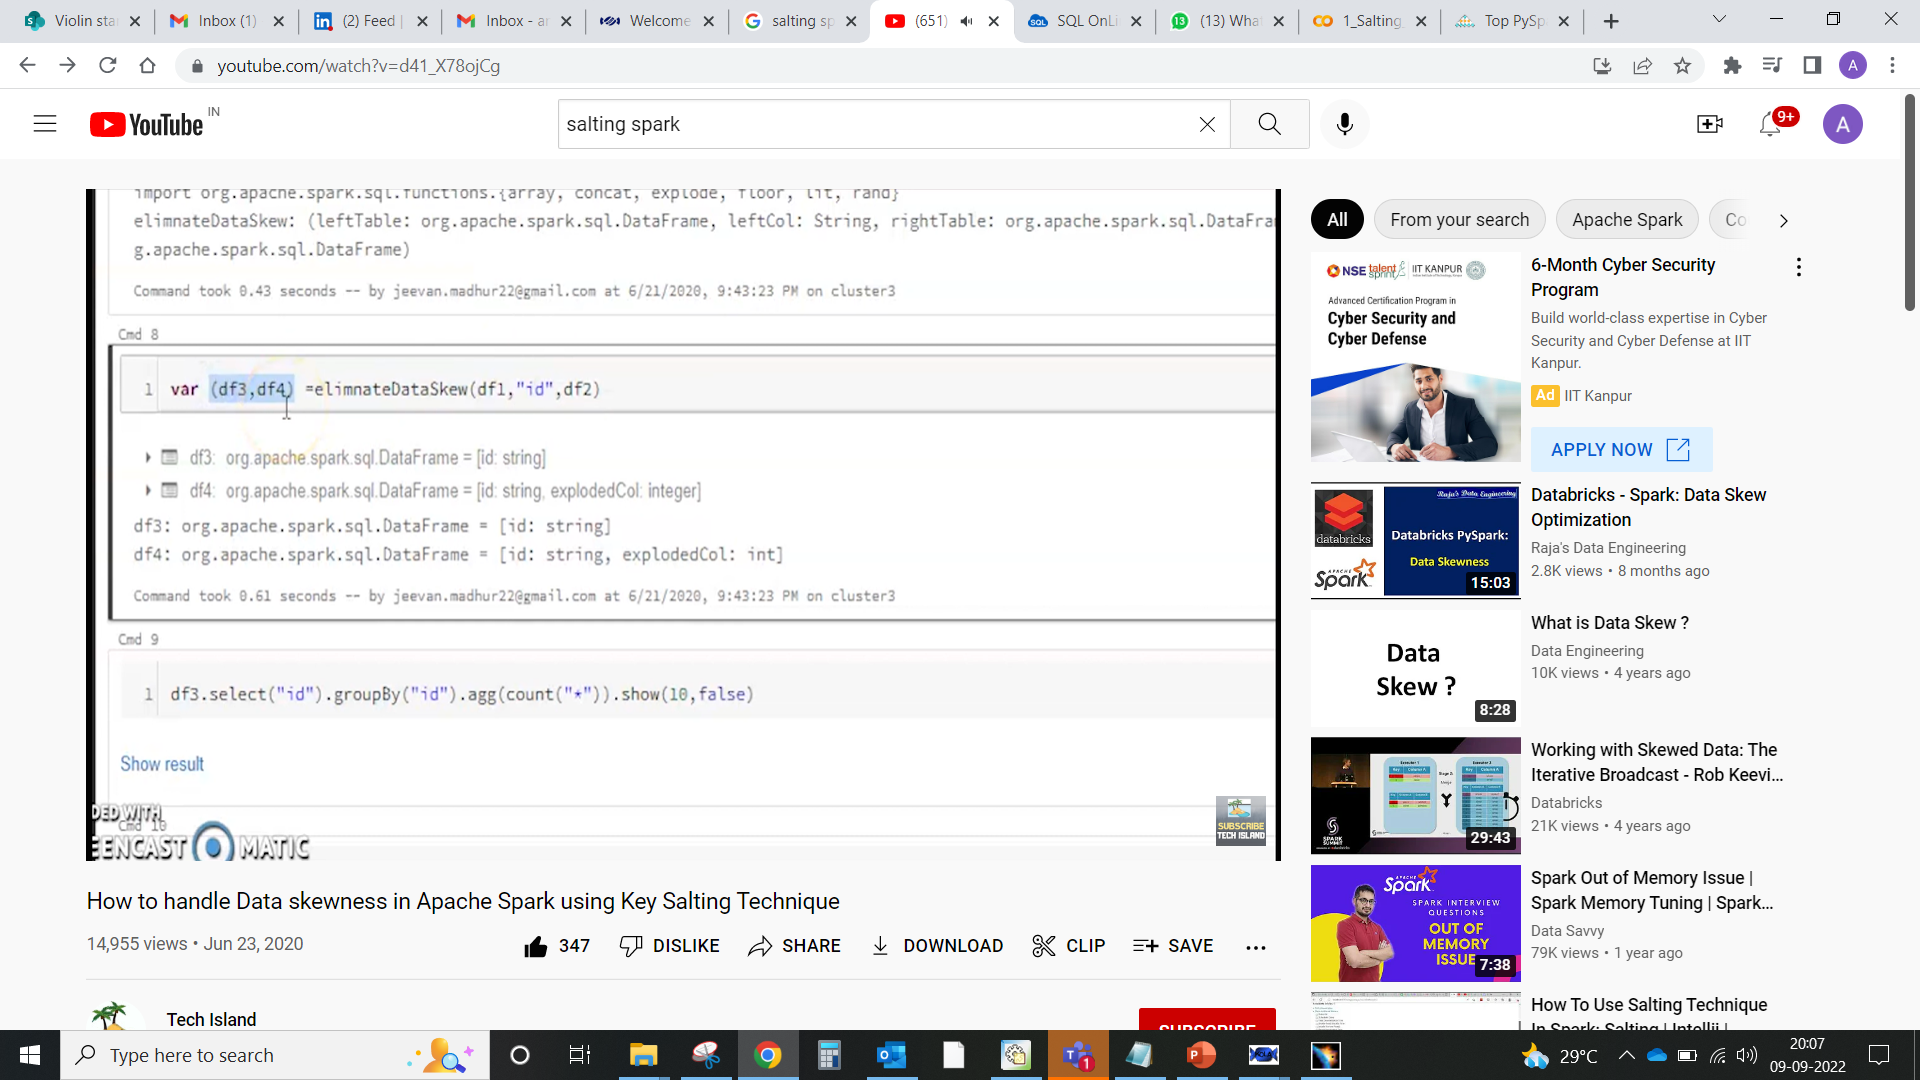 Violin sta
Inbox (1)
(2) Feed |
Inbox - ar
Welcome
salting sp
(651)
SQL OnLi
(13) Wha
1_Salting_
Top PySp
youtube.com/watch?v=d41_X78ojCg
A
YouTube IN
salting spark
9+
A
import org.apache.spark.sql.functions.{array, concat, explode, floor, lit, rand}
elimnateDataSkew: (leftTable: org.apache.spark.sql.DataFrame, leftCol: String, rightTable: org.apache.spark.sql.DataFram
g.apache.spark.sql.DataFrame)
Command took 0.43 seconds -- by jeevan.madhur22@gmail.com at 6/21/2020, 9:43:23 PM on cluster3
Cmd 8
1 var (df3,df4) =elimnateDataSkew(df1,"id",df2)
df3: org.apache.spark.sql.DataFrame = [id: string]
df4: org.apache.spark.sql.DataFrame = [id: string, explodedCol: integer]
df3: org.apache.spark.sql.DataFrame = [id: string]
df4: org.apache.spark.sql.DataFrame = [id: string, explodedCol: int]
Command took 0.61 seconds -- by jeevan.madhur22@gmail.com at 6/21/2020, 9:43:23 PM on cluster3
Cmd 9
1 df3.select("id").groupBy("id").agg(count("*")).show(10,false)
Show result
Cmd 10
DED WITH
EENCAST MATIC
SUBSCRIBE
TECH ISLAND
How to handle Data skewness in Apache Spark using Key Salting Technique
14,955 views • Jun 23, 2020
347
DISLIKE
SHARE
DOWNLOAD
CLIP
SAVE
Tech Island
SUBSCRIBE
All
From your search
Apache Spark
Co
NSE talent sprint
IIT KANPUR
Advanced Certification Program in
Cyber Security and
Cyber Defense
6-Month Cyber Security
Program
Build world-class expertise in Cyber
Security and Cyber Defense at IIT
Kanpur.
Ad IIT Kanpur
APPLY NOW
Raja's Data Engineering
databricks
Databricks PySpark:
Data Skewness
APACHE
Spark
15:03
Databricks - Spark: Data Skew
Optimization
Raja's Data Engineering
2.8K views • 8 months ago
Data
Skew ?
8:28
What is Data Skew ?
Data Engineering
10K views • 4 years ago
29:43
Working with Skewed Data: The
Iterative Broadcast - Rob Keevi...
Databricks
21K views • 4 years ago
APACHE
Spark
SPARK INTERVIEW
QUESTIONS
OUT OF
MEMORY
ISSUE
7:38
Spark Out of Memory Issue |
Spark Memory Tuning | Spark...
Data Savvy
79K views • 1 year ago
How To Use Salting Technique
In Spark: Salting | Intellij |
Type here to search
1
29°C
20:07
09-09-2022